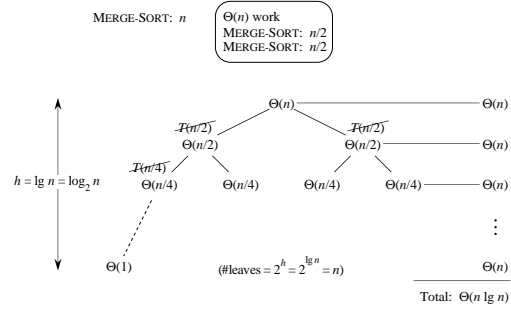 MERGE-SORT: n
Θ(n) work
MERGE-SORT: n/2
MERGE-SORT: n/2
Θ(n) Θ(n)
T(n/2) T(n/2)
Θ(n/2) Θ(n/2) Θ(n)
T(n/4)
h = lg n = log₂ n Θ(n/4) Θ(n/4) Θ(n/4) Θ(n/4) Θ(n)
⋮
Θ(1) (#leaves = 2^h = 2^lg n = n) Θ(n)
Total: Θ(n lg n)